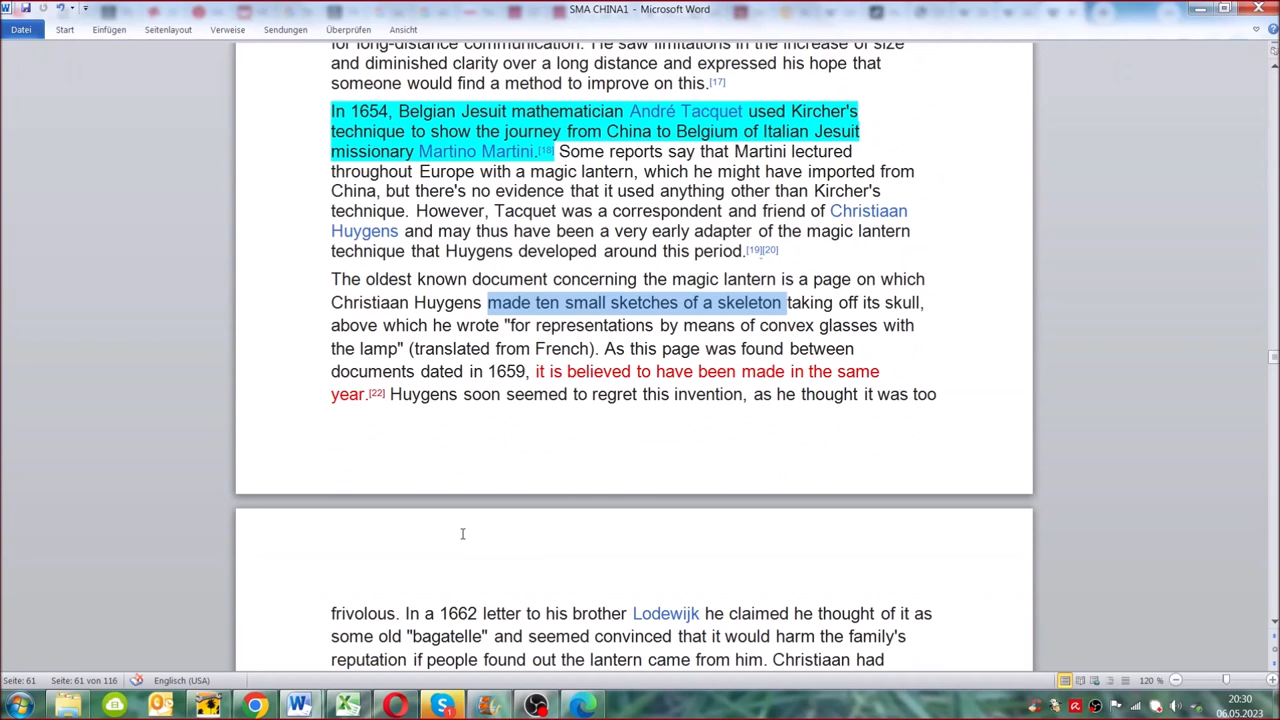 SMA CHINA1 - Microsoft Word
Datei Start Einfügen Seitenlayout Verweise Sendungen Überprüfen Ansicht
for long-distance communication. He saw limitations in the increase of size
and diminished clarity over a long distance and expressed his hope that
someone would find a method to improve on this.[17]
In 1654, Belgian Jesuit mathematician André Tacquet used Kircher's
technique to show the journey from China to Belgium of Italian Jesuit
missionary Martino Martini.[18] Some reports say that Martini lectured
throughout Europe with a magic lantern, which he might have imported from
China, but there's no evidence that it used anything other than Kircher's
technique. However, Tacquet was a correspondent and friend of Christiaan
Huygens and may thus have been a very early adapter of the magic lantern
technique that Huygens developed around this period.[19][20]
The oldest known document concerning the magic lantern is a page on which
Christiaan Huygens made ten small sketches of a skeleton taking off its skull,
above which he wrote "for representations by means of convex glasses with
the lamp" (translated from French). As this page was found between
documents dated in 1659, it is believed to have been made in the same
year.[22] Huygens soon seemed to regret this invention, as he thought it was too
frivolous. In a 1662 letter to his brother Lodewijk he claimed he thought of it as
some old "bagatelle" and seemed convinced that it would harm the family's
reputation if people found out the lantern came from him. Christiaan had
Seite: 61 Seite: 61 von 116 Englisch (USA) 120 %
20:30
06.05.2023